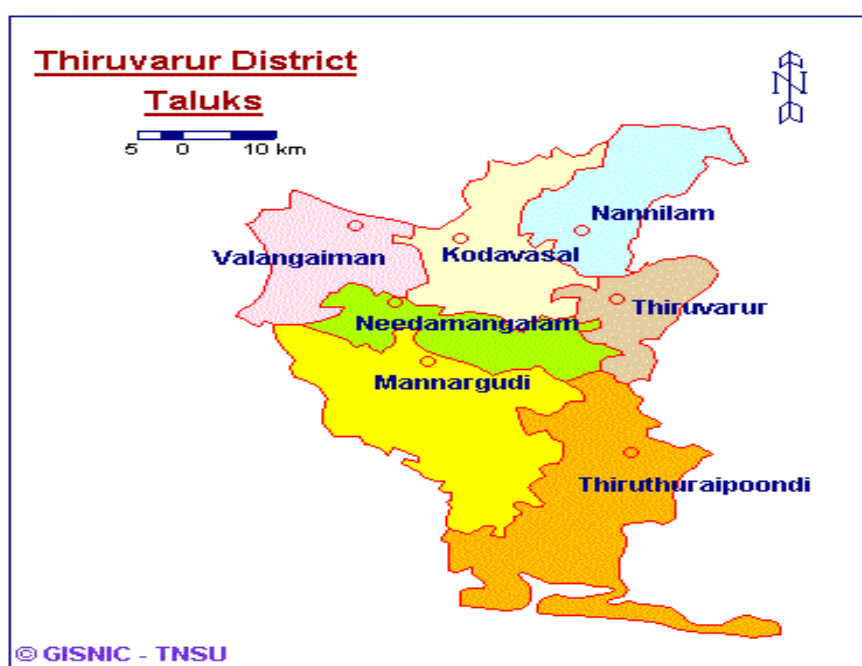 Thiruvarur District
Taluks
N
5 0 10 km
Nannilam
Valangaiman
Kodavasal
Thiruvarur
Needamangalam
Mannargudi
Thiruthuraipoondi
© GISNIC - TNSU